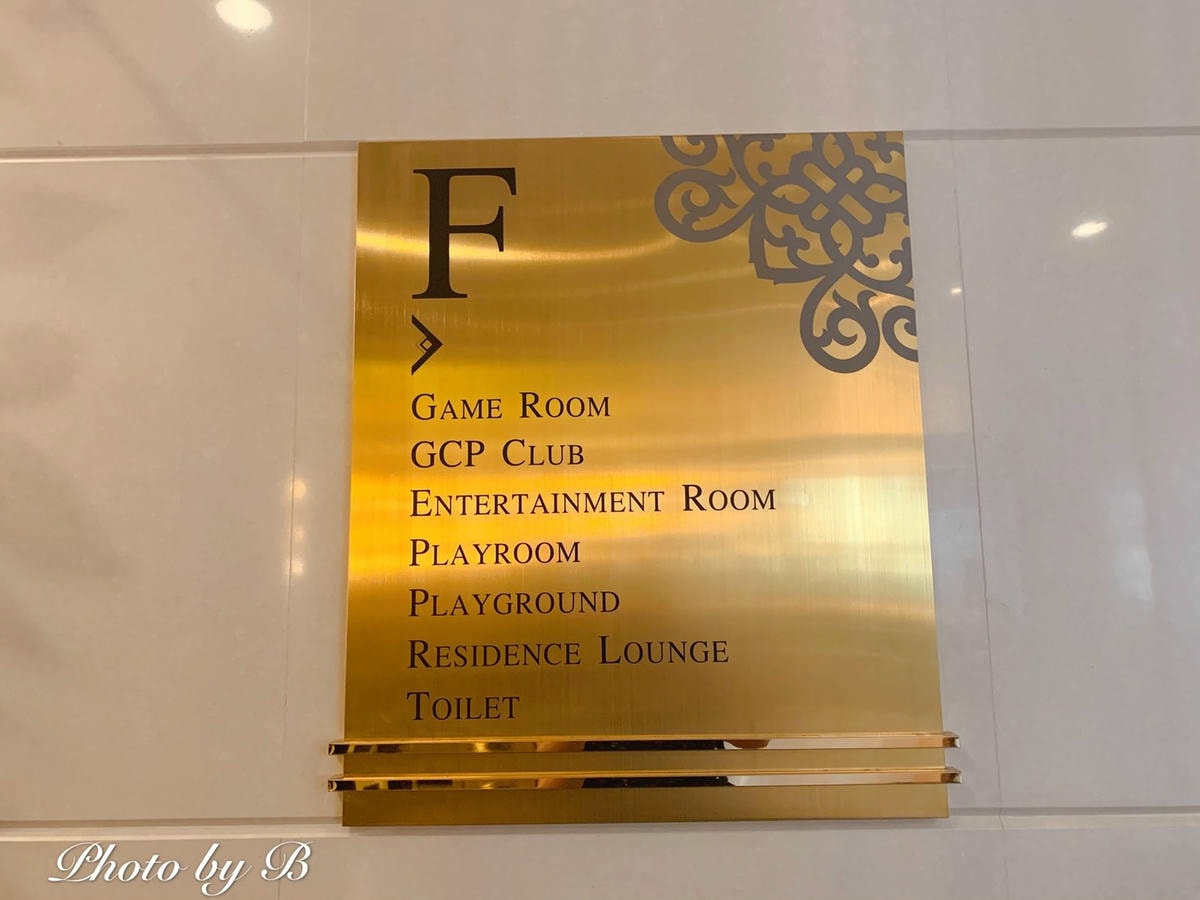 F
GAME ROOM
GCP CLUB
ENTERTAINMENT ROOM
PLAYROOM
PLAYGROUND
RESIDENCE LOUNGE
TOILET
Photo by B